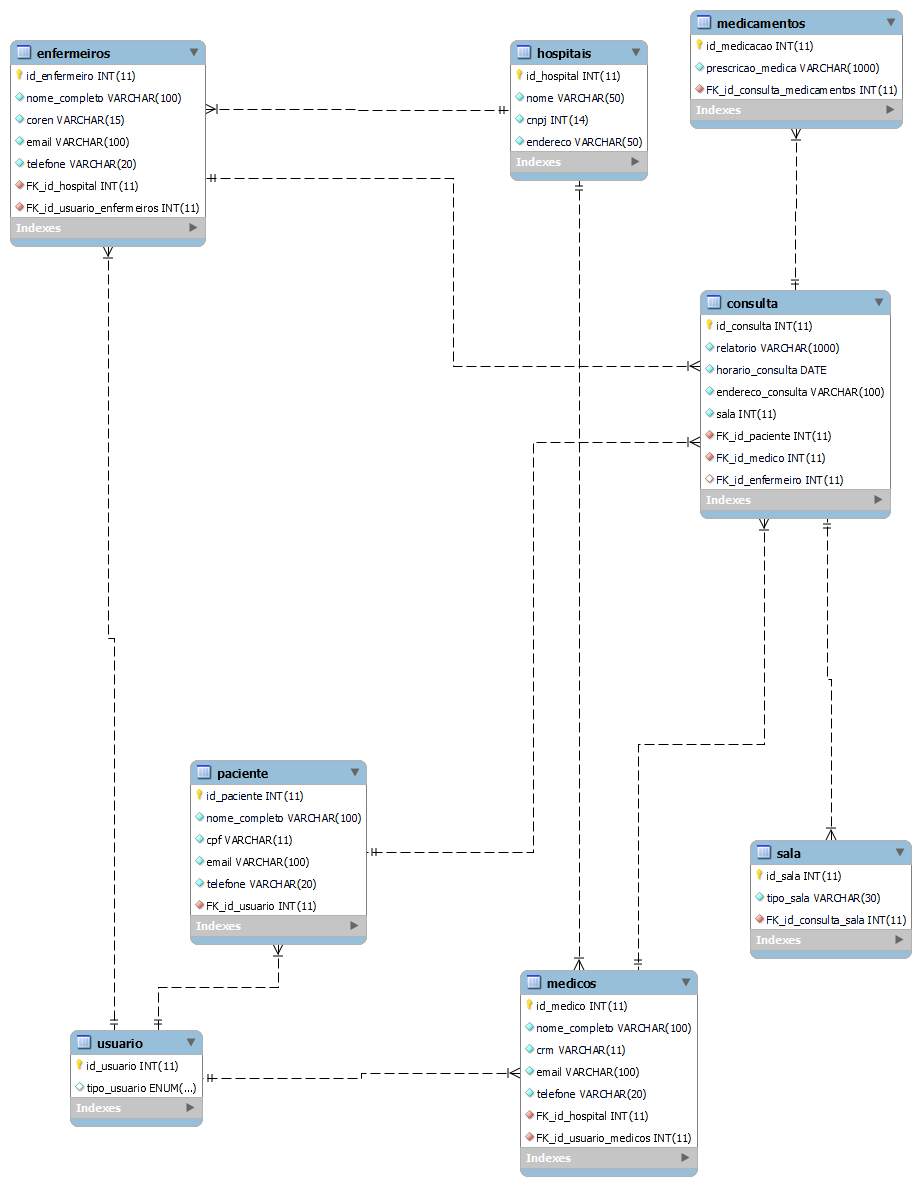 enfermeiros
id_enfermeiro INT(11)
nome_completo VARCHAR(100)
coren VARCHAR(15)
email VARCHAR(100)
telefone VARCHAR(20)
FK_id_hospital INT(11)
FK_id_usuario_enfermeiros INT(11)
Indexes
hospitais
id_hospital INT(11)
nome VARCHAR(50)
cnpj INT(14)
endereco VARCHAR(50)
Indexes
medicamentos
id_medicacao INT(11)
prescricao_medica VARCHAR(1000)
FK_id_consulta_medicamentos INT(11)
Indexes
consulta
id_consulta INT(11)
relatorio VARCHAR(1000)
horario_consulta DATE
endereco_consulta VARCHAR(100)
sala INT(11)
FK_id_paciente INT(11)
FK_id_medico INT(11)
FK_id_enfermeiro INT(11)
Indexes
paciente
id_paciente INT(11)
nome_completo VARCHAR(100)
cpf VARCHAR(11)
email VARCHAR(100)
telefone VARCHAR(20)
FK_id_usuario INT(11)
Indexes
sala
id_sala INT(11)
tipo_sala VARCHAR(30)
FK_id_consulta_sala INT(11)
Indexes
usuario
id_usuario INT(11)
tipo_usuario ENUM(...)
Indexes
medicos
id_medico INT(11)
nome_completo VARCHAR(100)
crm VARCHAR(11)
email VARCHAR(100)
telefone VARCHAR(20)
FK_id_hospital INT(11)
FK_id_usuario_medicos INT(11)
Indexes